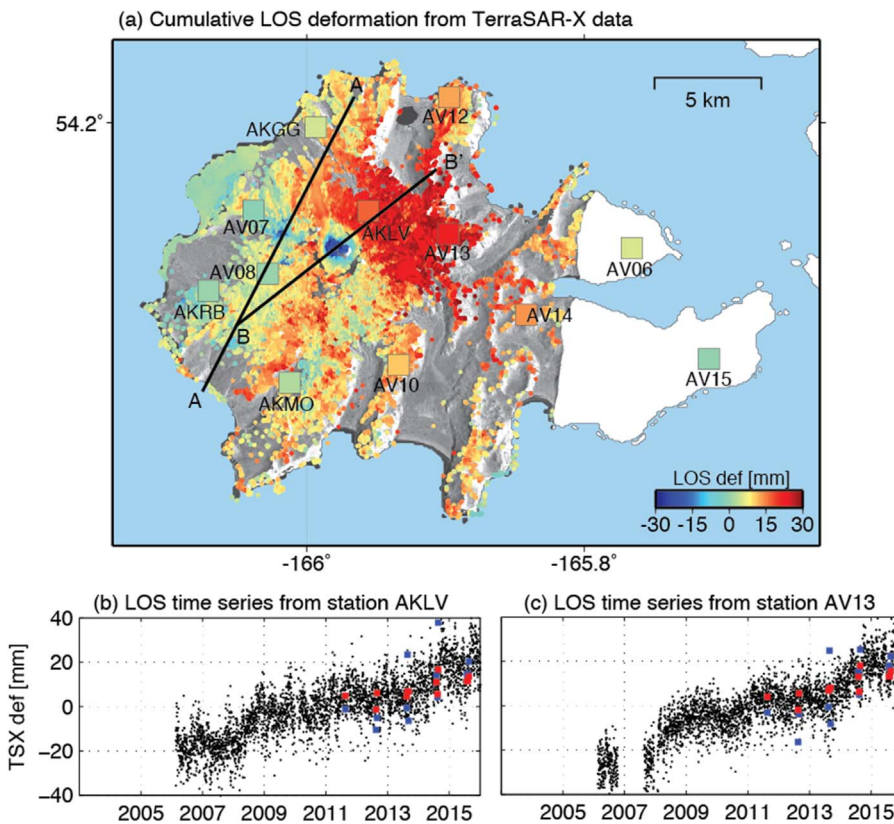 (a) Cumulative LOS deformation from TerraSAR-X data
A
5 km
54.2°
AKGG
AV12
B'
AV07
AKLV
AV13
AV08
AV06
AKRB
B
AV14
A
AKMO
AV10
AV15
LOS def [mm]
-30 -15 0 15 30
-166° -165.8°
(b) LOS time series from station AKLV
(c) LOS time series from station AV13
TSX def [mm]
40
20
0
−20
−40
2005 2007 2009 2011 2013 2015
2005 2007 2009 2011 2013 2015